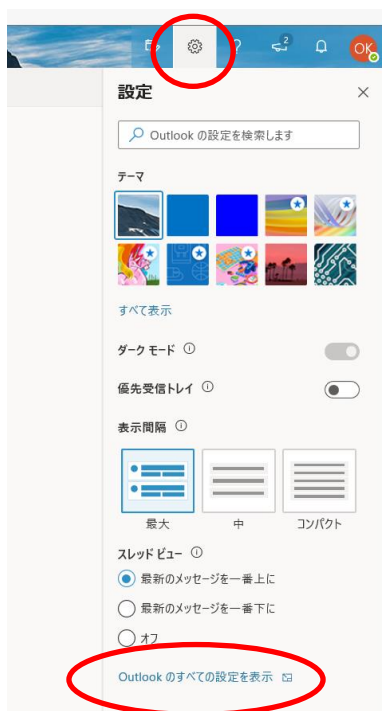 ? 2 OK
設定
Outlook の設定を検索します
テーマ
すべて表示
ダーク モード
優先受信トレイ
表示間隔
最大 中 コンパクト
スレッド ビュー
最新のメッセージを一番上に
最新のメッセージを一番下に
オフ
Outlook のすべての設定を表示